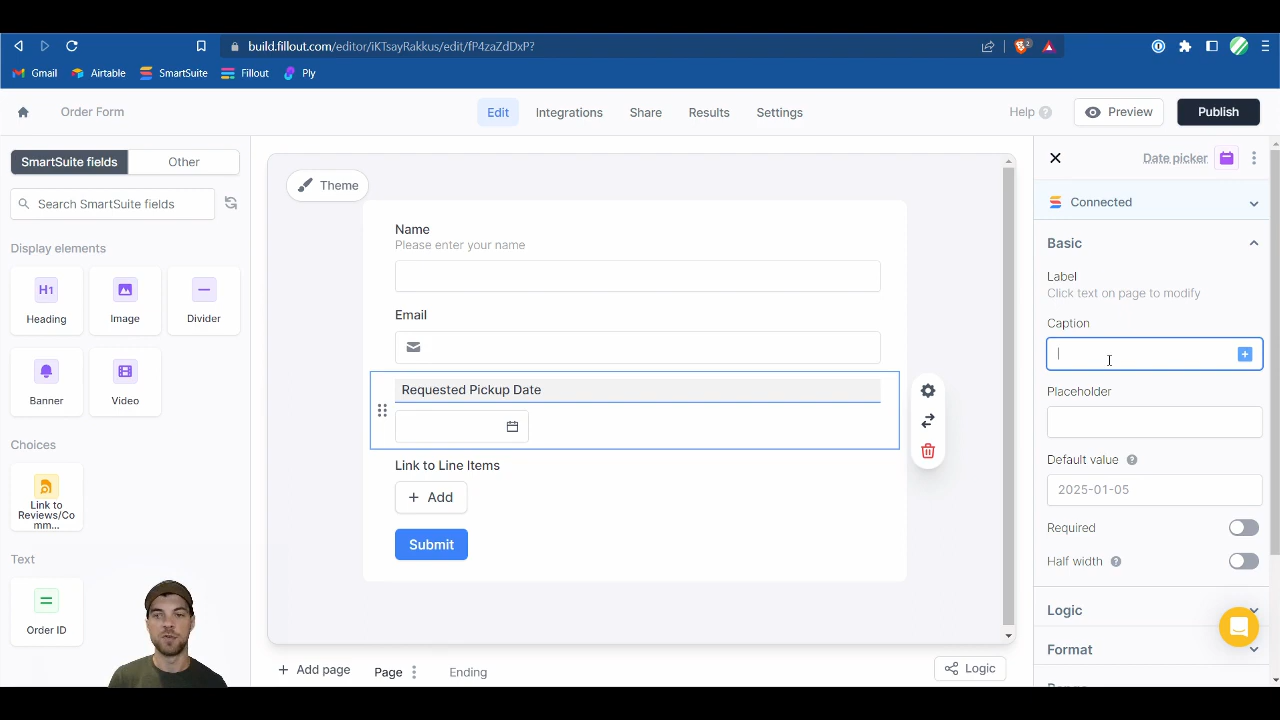 build.fillout.com/editor/iKTsayRakkus/edit/fP4zaZdDxP?
2
Gmail
Airtable
SmartSuite
Fillout
Ply
Order Form
Edit
Integrations
Share
Results
Settings
Help ?
Preview
Publish
SmartSuite fields
Other
Search SmartSuite fields
Display elements
H1
Heading
Image
Divider
Banner
Video
Choices
Link to
Reviews/Co
mm...
Text
Order ID
Theme
Name
Please enter your name
Email
Requested Pickup Date
Link to Line Items
+ Add
Submit
+ Add page
Page
Ending
Logic
Date picker
Connected
Basic
Label
Click text on page to modify
Caption
Placeholder
Default value ?
2025-01-05
Required
Half width ?
Logic
Format